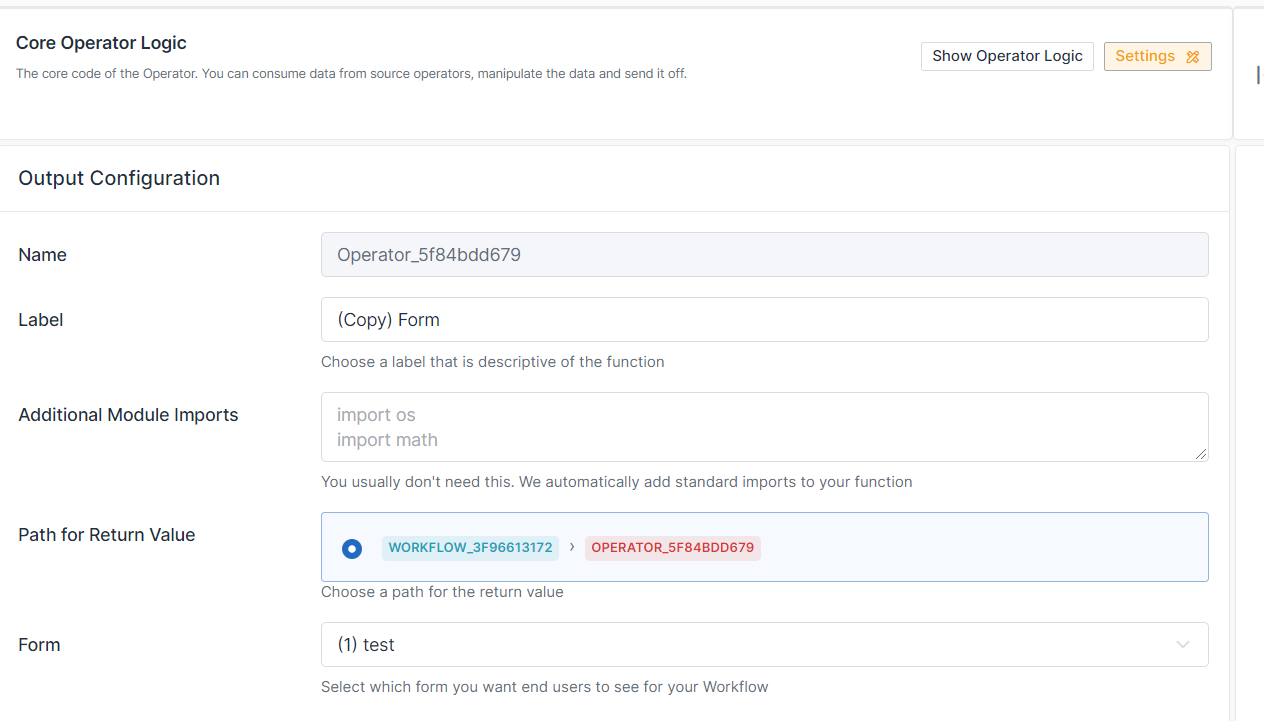 Core Operator Logic
The core code of the Operator. You can consume data from source operators, manipulate the data and send it off.
Show Operator Logic
Settings
Output Configuration
Name
Operator_5f84bdd679
Label
(Copy) Form
Choose a label that is descriptive of the function
Additional Module Imports
import os
import math
You usually don't need this. We automatically add standard imports to your function
Path for Return Value
WORKFLOW_3F96613172 › OPERATOR_5F84BDD679
Choose a path for the return value
Form
(1) test
Select which form you want end users to see for your Workflow